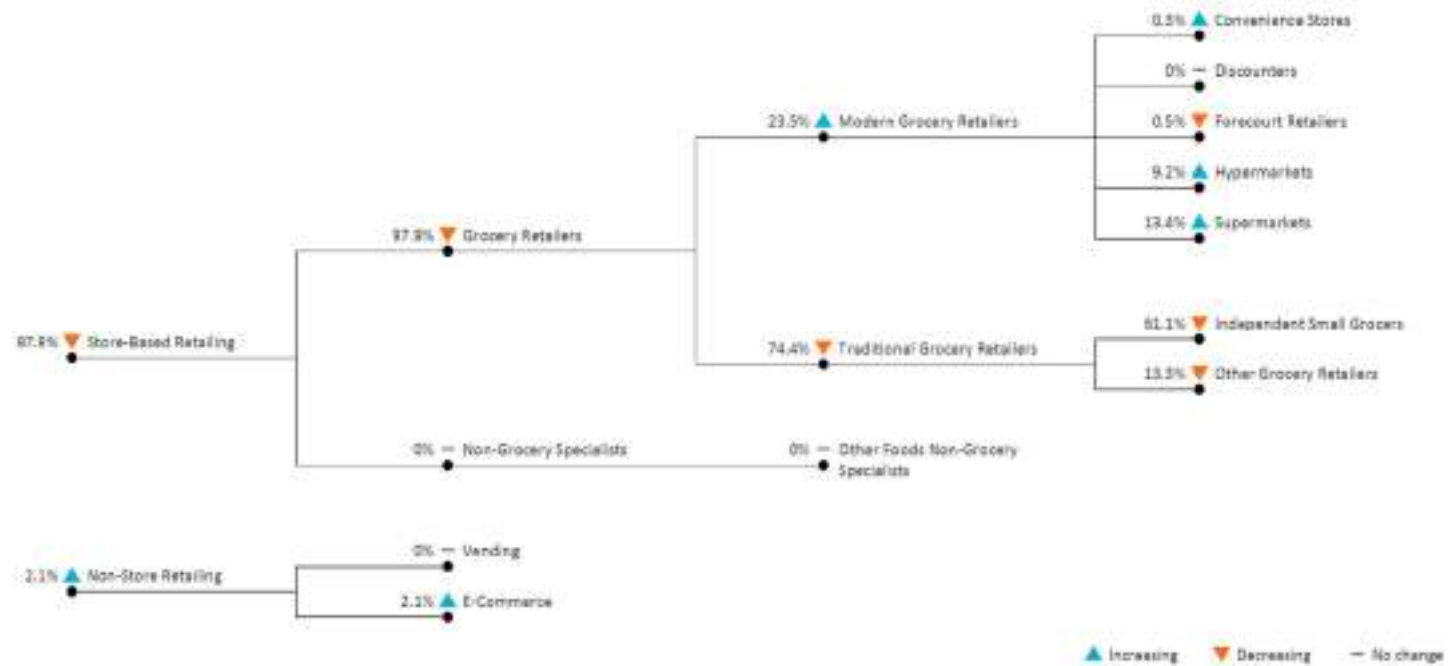 Convenience Stores
0% — Discounters
23.5% ▲ Modern Grocery Retailers
0.5% ▼ Forecourt Retailers
9.2% ▲ Hypermarkets
13.4% ▲ Supermarkets
97.9% ▼ Grocery Retailers
61.1% ▼ Independent Small Grocers
97.9% ▼ Store-Based Retailing
74.4% ▼ Traditional Grocery Retailers
13.3% ▼ Other Grocery Retailers
0% — Non-Grocery Specialists
0% — Other Foods Non-Grocery
Specialists
0% — Vending
2.1% ▲ Non-Store Retailing
2.1% ▲ E-Commerce
▲ Increasing ▼ Decreasing — No change